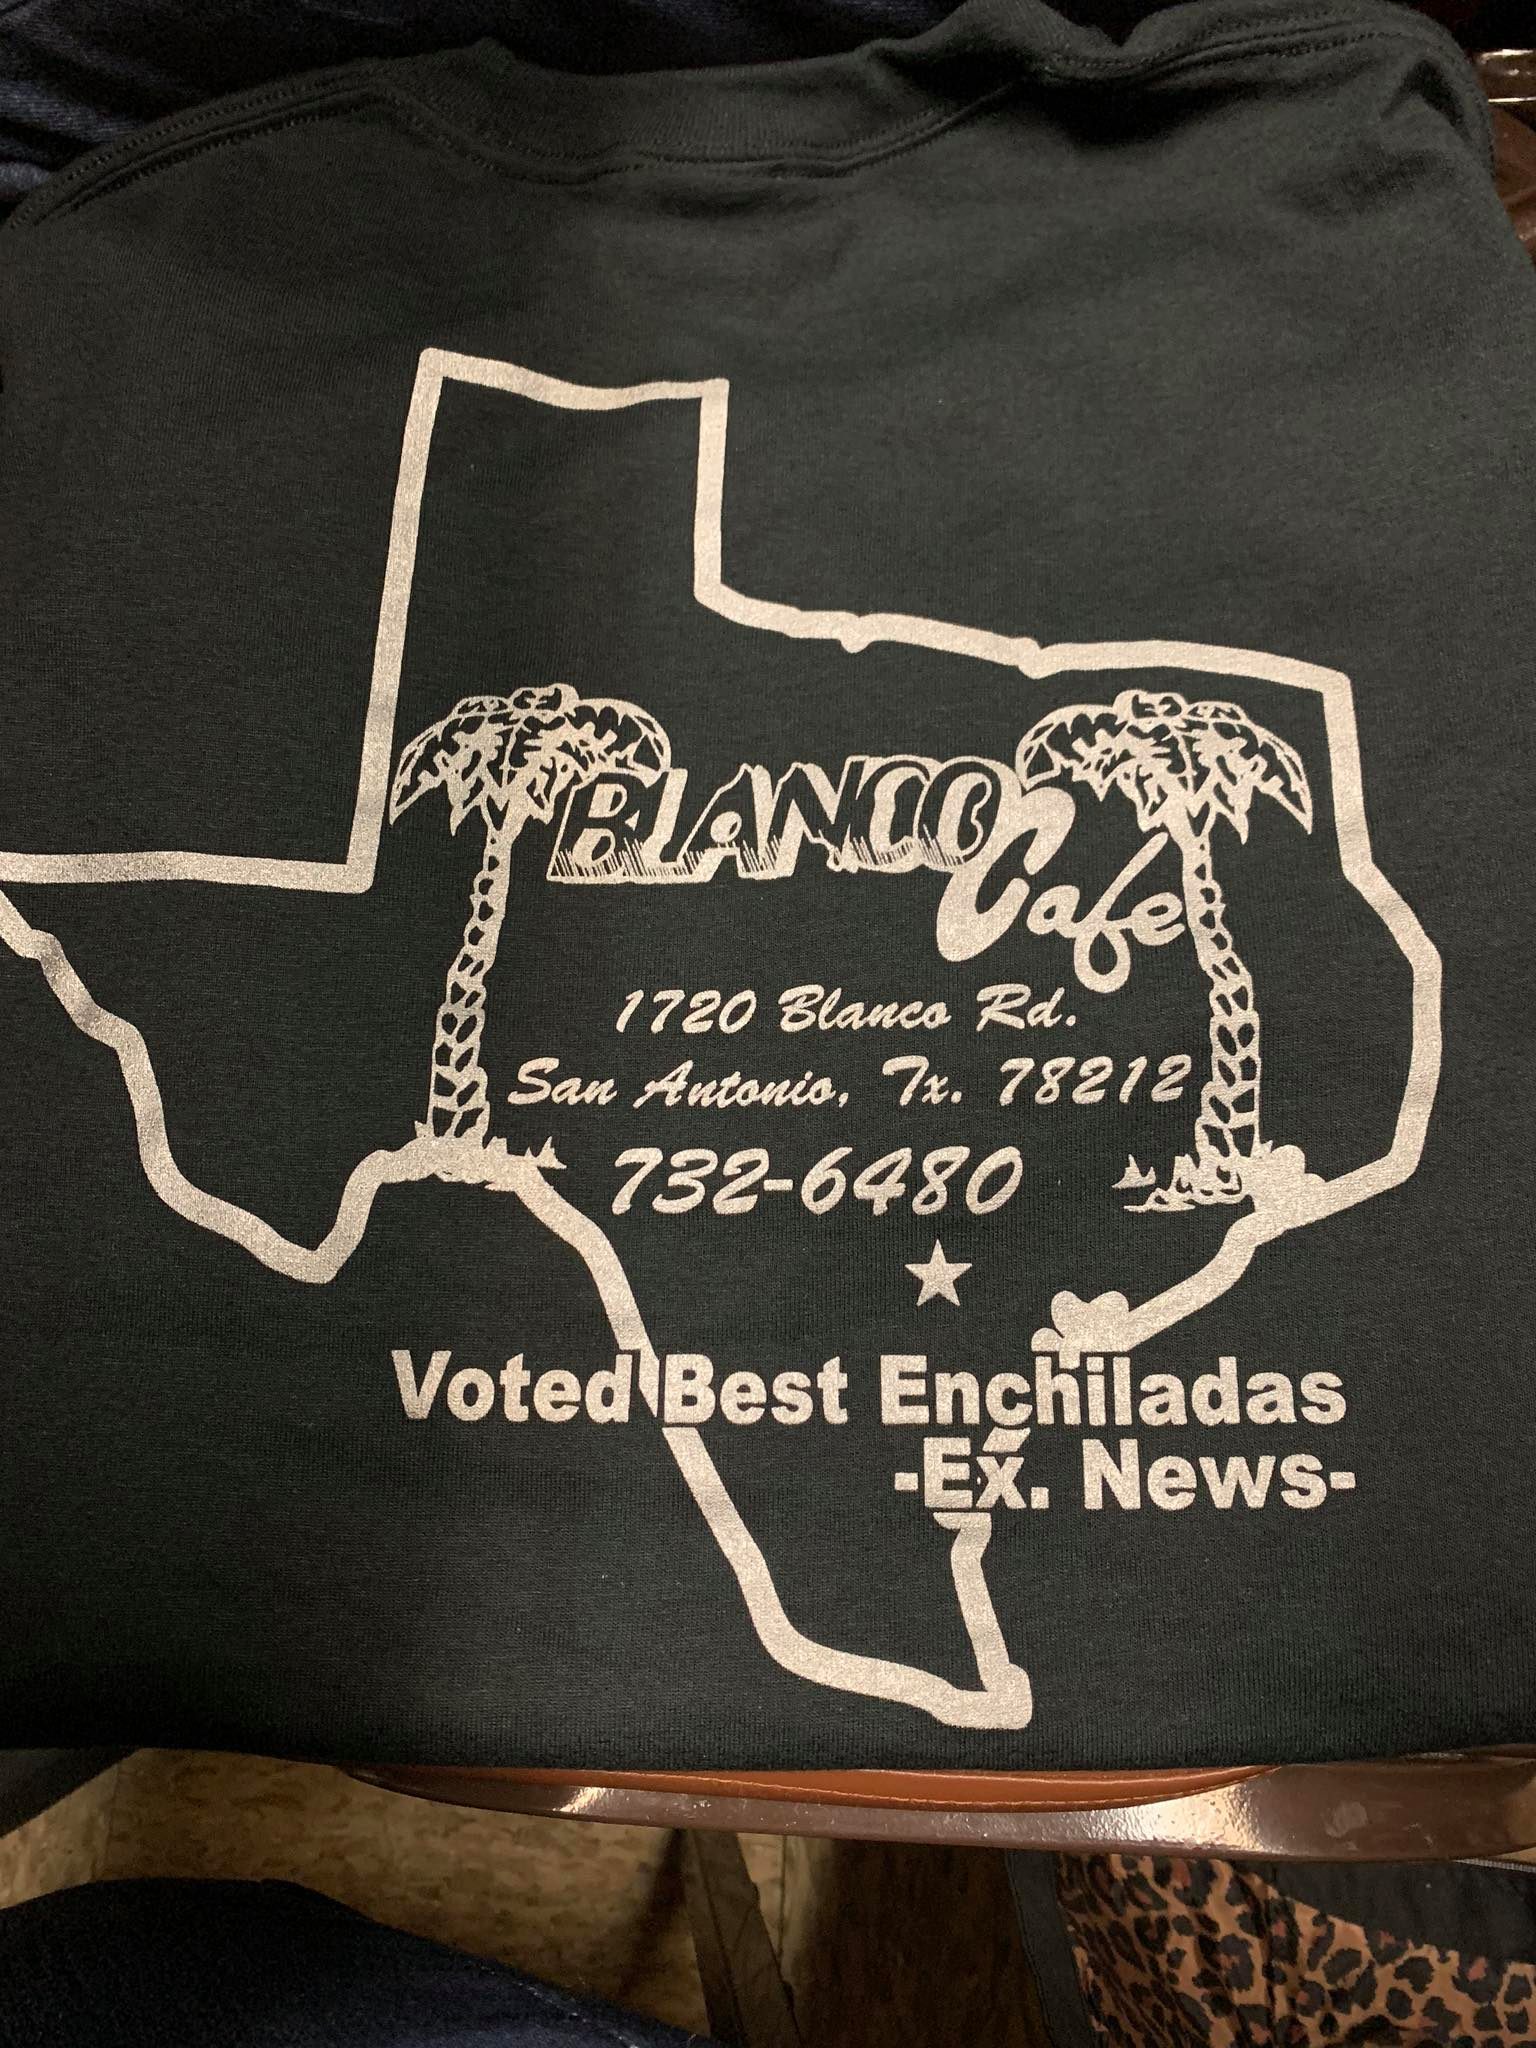 BLANCO
Cafe
1720 Blanco Rd.
San Antonio, Tx. 78212
732-6480
Voted Best Enchiladas
-Ex. News-